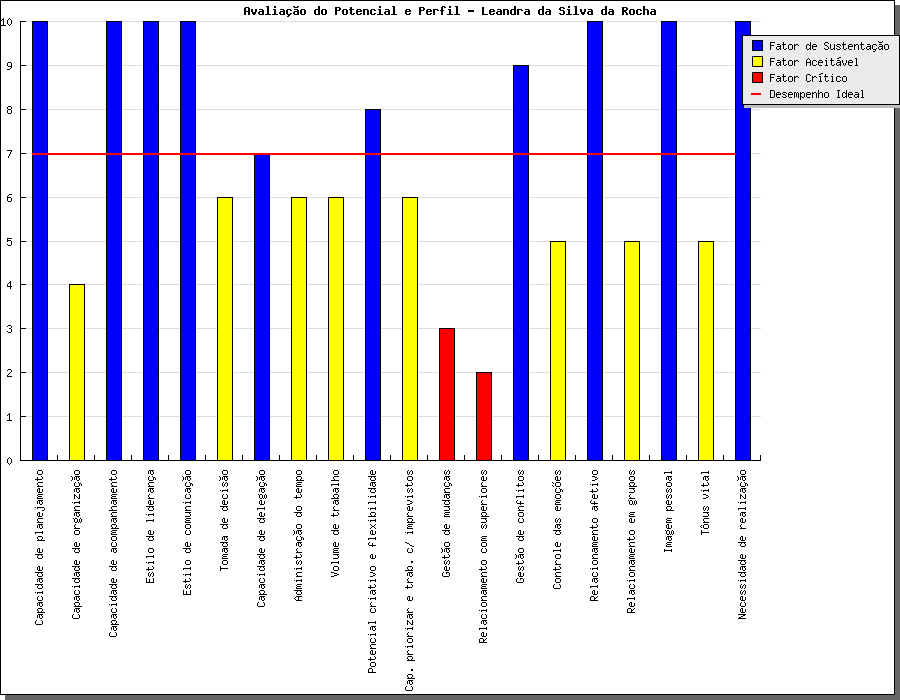 Avaliação do Potencial e Perfil - Leandra da Silva da Rocha
10
9
8
7
6
5
4
3
2
1
0
Fator de Sustentação
Fator Aceitável
Fator Crítico
Desempenho Ideal
Capacidade de planejamento
Capacidade de organização
Capacidade de acompanhamento
Estilo de liderança
Estilo de comunicação
Tomada de decisão
Capacidade de delegação
Administração do tempo
Volume de trabalho
Potencial criativo e flexibilidade
Cap. priorizar e trab. c/ imprevistos
Gestão de mudanças
Relacionamento com superiores
Gestão de conflitos
Controle das emoções
Relacionamento afetivo
Relacionamento em grupos
Imagem pessoal
Tônus vital
Necessidade de realização